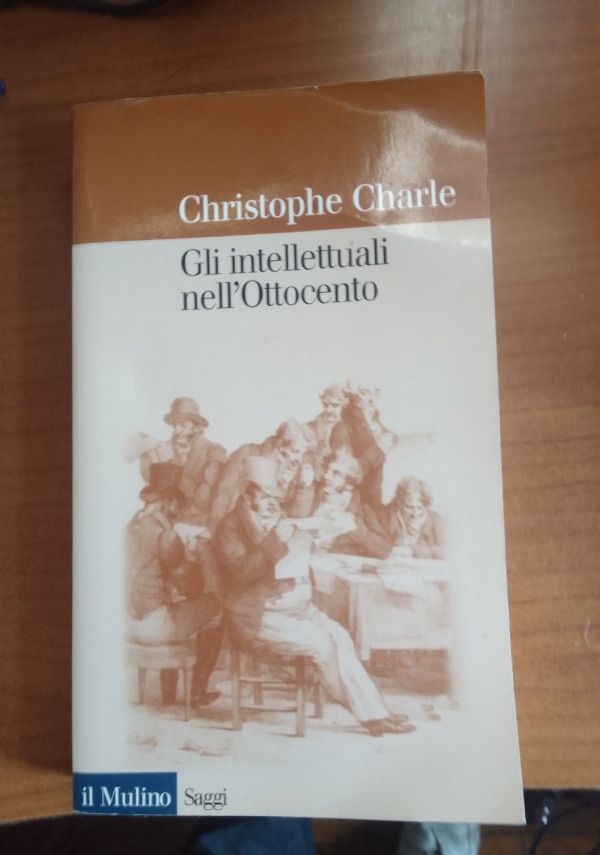 Christophe Charle
Gli intellettuali
nell'Ottocento
il Mulino Saggi